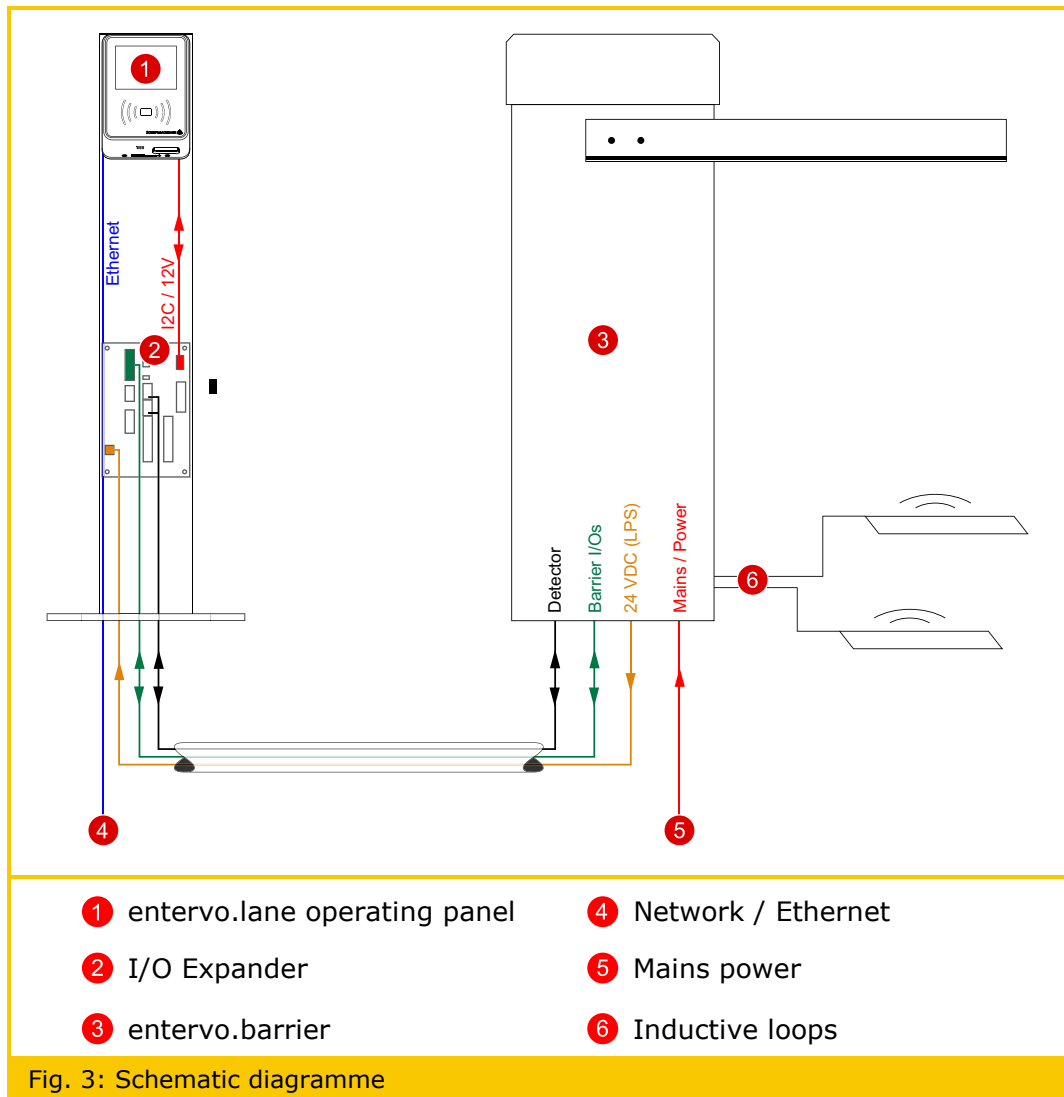 1
Ethernet
I2C / 12V
2
3
Detector
Barrier I/Os
24 VDC (LPS)
Mains / Power
6
4
5
1 entervo.lane operating panel
4 Network / Ethernet
2 I/O Expander
5 Mains power
3 entervo.barrier
6 Inductive loops
Fig. 3: Schematic diagramme